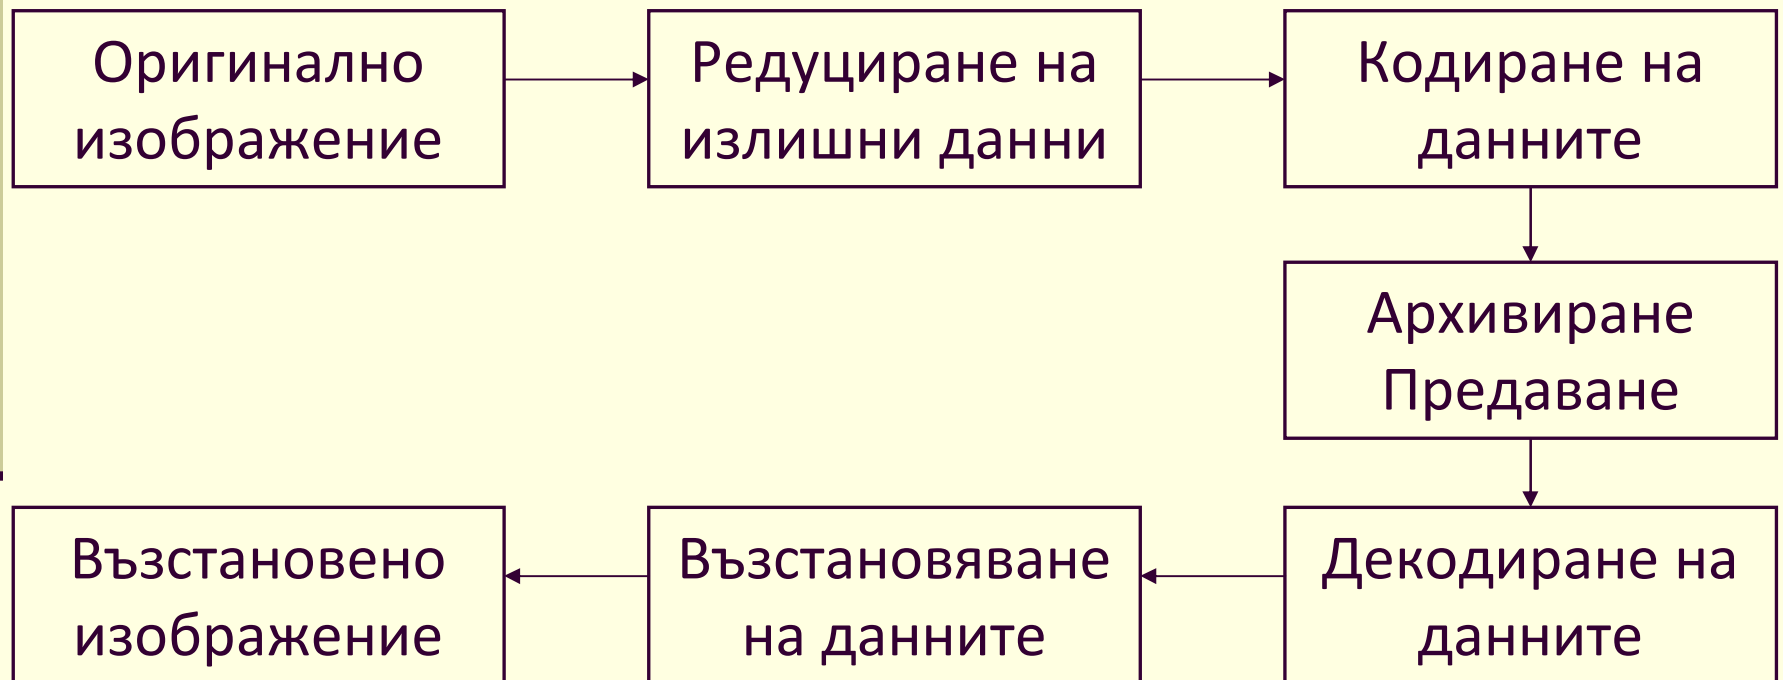 Оригинално
изображение
Редуциране на
излишни данни
Кодиране на
данните
Архивиране
Предаване
Декодиране на
данните
Възстановяване
на данните
Възстановено
изображение